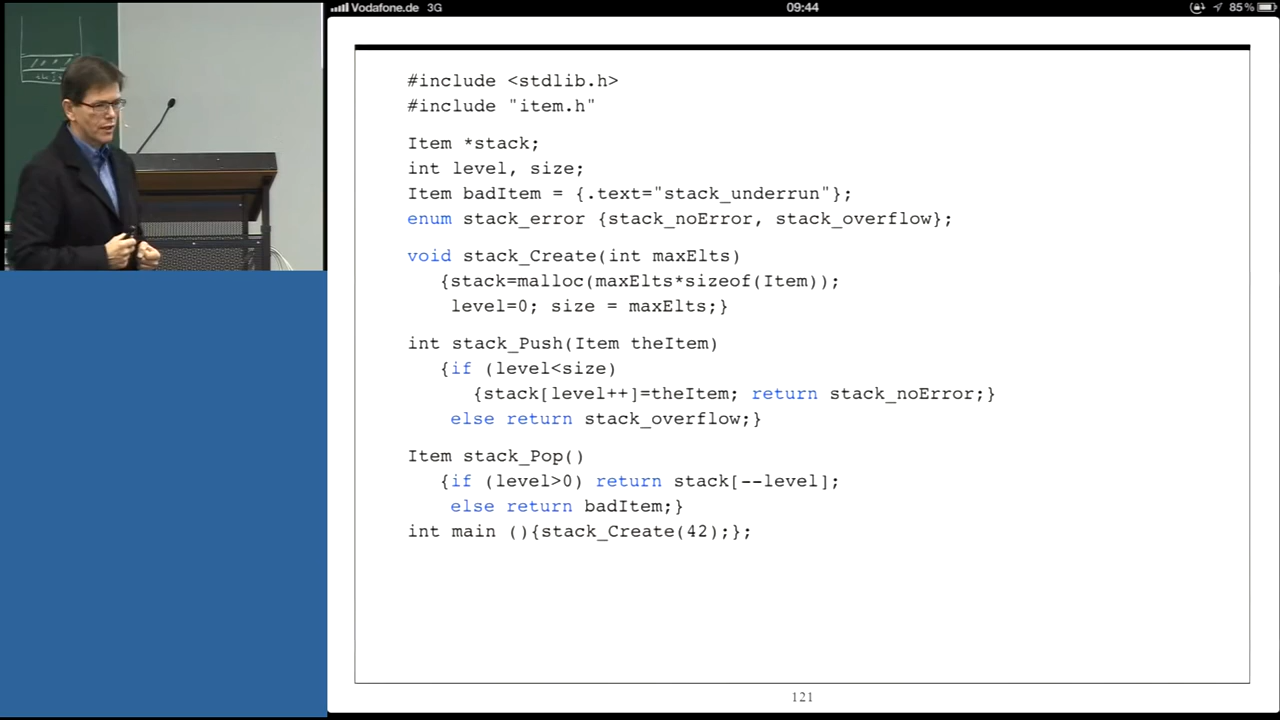 Vodafone.de 3G 09:44 85%
#include <stdlib.h>
#include "item.h"
Item *stack;
int level, size;
Item badItem = {.text="stack_underrun"};
enum stack_error {stack_noError, stack_overflow};
void stack_Create(int maxElts)
{stack=malloc(maxElts*sizeof(Item));
level=0; size = maxElts;}
int stack_Push(Item theItem)
{if (level<size)
{stack[level++]=theItem; return stack_noError;}
else return stack_overflow;}
Item stack_Pop()
{if (level>0) return stack[--level];
else return badItem;}
int main (){stack_Create(42);};
121